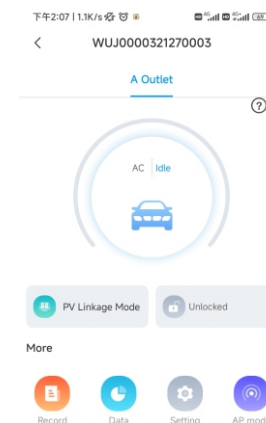 下午2:07 | 1.1K/s
WUJ0000321270003
A Outlet
?
AC Idle
PV Linkage Mode Unlocked
More
Record Data Setting AP mod